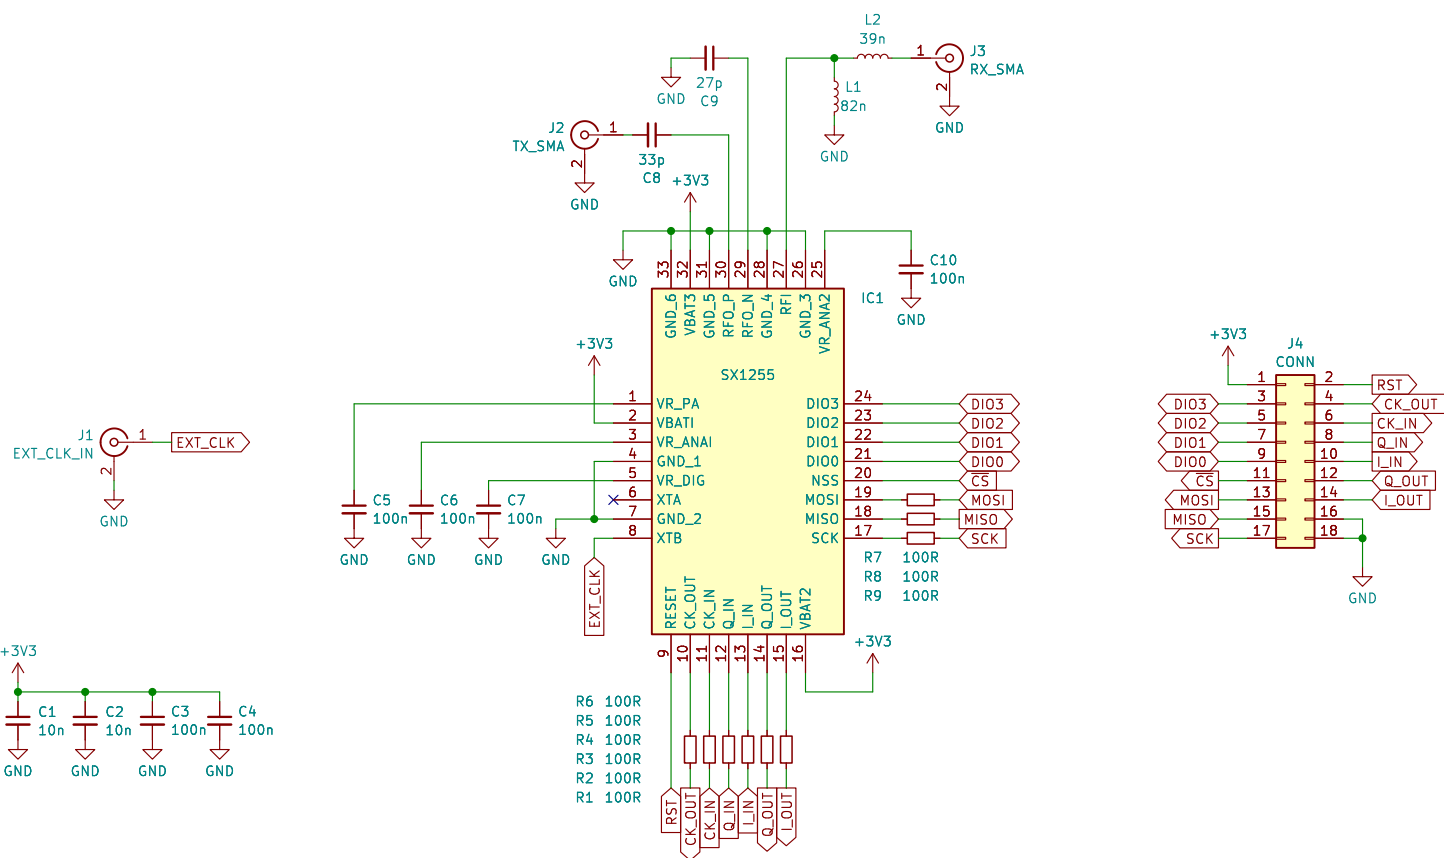 L2
39n
1
J3
RX_SMA
2
GND
27p
C9
GND
L1
82n
GND
J2
TX_SMA
1
2
GND
33p
C8
+3V3
GND
33 32 31 30 29 28 27 26 25
C10
100n
GND
IC1
GND_6 VBAT3 GND_5 RFO_P RFO_N GND_4 RFI GND_3 VR_ANA2
SX1255
+3V3
1 VR_PA DIO3 24 DIO3
2 VBATI DIO2 23 DIO2
3 VR_ANAI DIO1 22 DIO1
4 GND_1 DIO0 21 DIO0
5 VR_DIG NSS 20 CS
6 XTA MOSI 19 MOSI
7 GND_2 MISO 18 MISO
8 XTB SCK 17 SCK
R7 100R
R8 100R
R9 100R
J1
EXT_CLK_IN
1
2
EXT_CLK
GND
C5
100n
GND
C6
100n
GND
C7
100n
GND
GND
EXT_CLK
RESET CK_OUT CK_IN Q_IN I_IN Q_OUT I_OUT VBAT2
9 10 11 12 13 14 15 16
+3V3
R6 100R
R5 100R
R4 100R
R3 100R
R2 100R
R1 100R
RST CK_OUT CK_IN Q_IN I_IN Q_OUT I_OUT
+3V3
J4
CONN
1 2 RST
DIO3 3 4 CK_OUT
DIO2 5 6 CK_IN
DIO1 7 8 Q_IN
DIO0 9 10 I_IN
CS 11 12 Q_OUT
MOSI 13 14 I_OUT
MISO 15 16
SCK 17 18
GND
+3V3
C1
10n
GND
C2
10n
GND
C3
100n
GND
C4
100n
GND